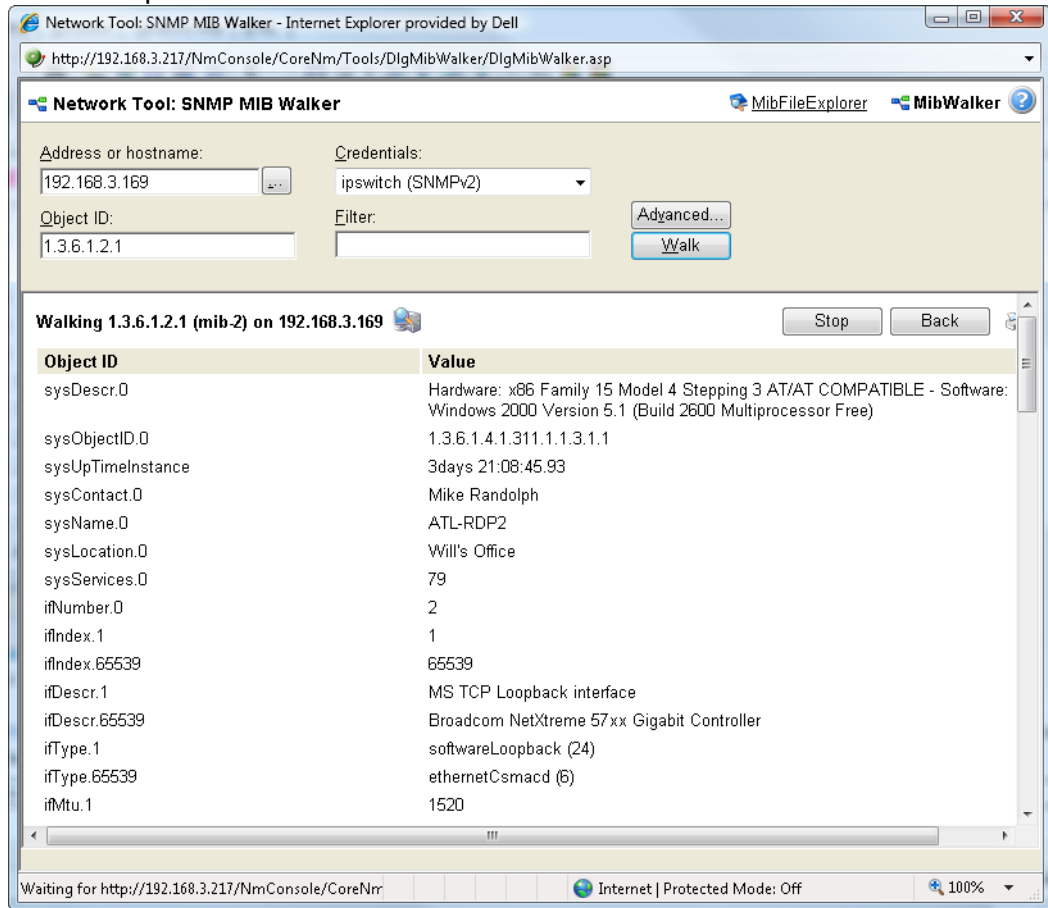 Network Tool: SNMP MIB Walker - Internet Explorer provided by Dell
http://192.168.3.217/NmConsole/CoreNm/Tools/DlgMibWalker/DlgMibWalker.asp
Network Tool: SNMP MIB Walker MibFileExplorer MibWalker ?
Address or hostname: Credentials:
192.168.3.169 ... ipswitch (SNMPv2)
Object ID: Filter: Advanced...
1.3.6.1.2.1 Walk
Walking 1.3.6.1.2.1 (mib-2) on 192.168.3.169 Stop Back
Object ID Value
sysDescr.0 Hardware: x86 Family 15 Model 4 Stepping 3 AT/AT COMPATIBLE - Software:
Windows 2000 Version 5.1 (Build 2600 Multiprocessor Free)
sysObjectID.0 1.3.6.1.4.1.311.1.1.3.1.1
sysUpTimeInstance 3days 21:08:45.93
sysContact.0 Mike Randolph
sysName.0 ATL-RDP2
sysLocation.0 Will's Office
sysServices.0 79
ifNumber.0 2
ifIndex.1 1
ifIndex.65539 65539
ifDescr.1 MS TCP Loopback interface
ifDescr.65539 Broadcom NetXtreme 57xx Gigabit Controller
ifType.1 softwareLoopback (24)
ifType.65539 ethernetCsmacd (6)
ifMtu.1 1520
Waiting for http://192.168.3.217/NmConsole/CoreNm Internet | Protected Mode: Off 100%